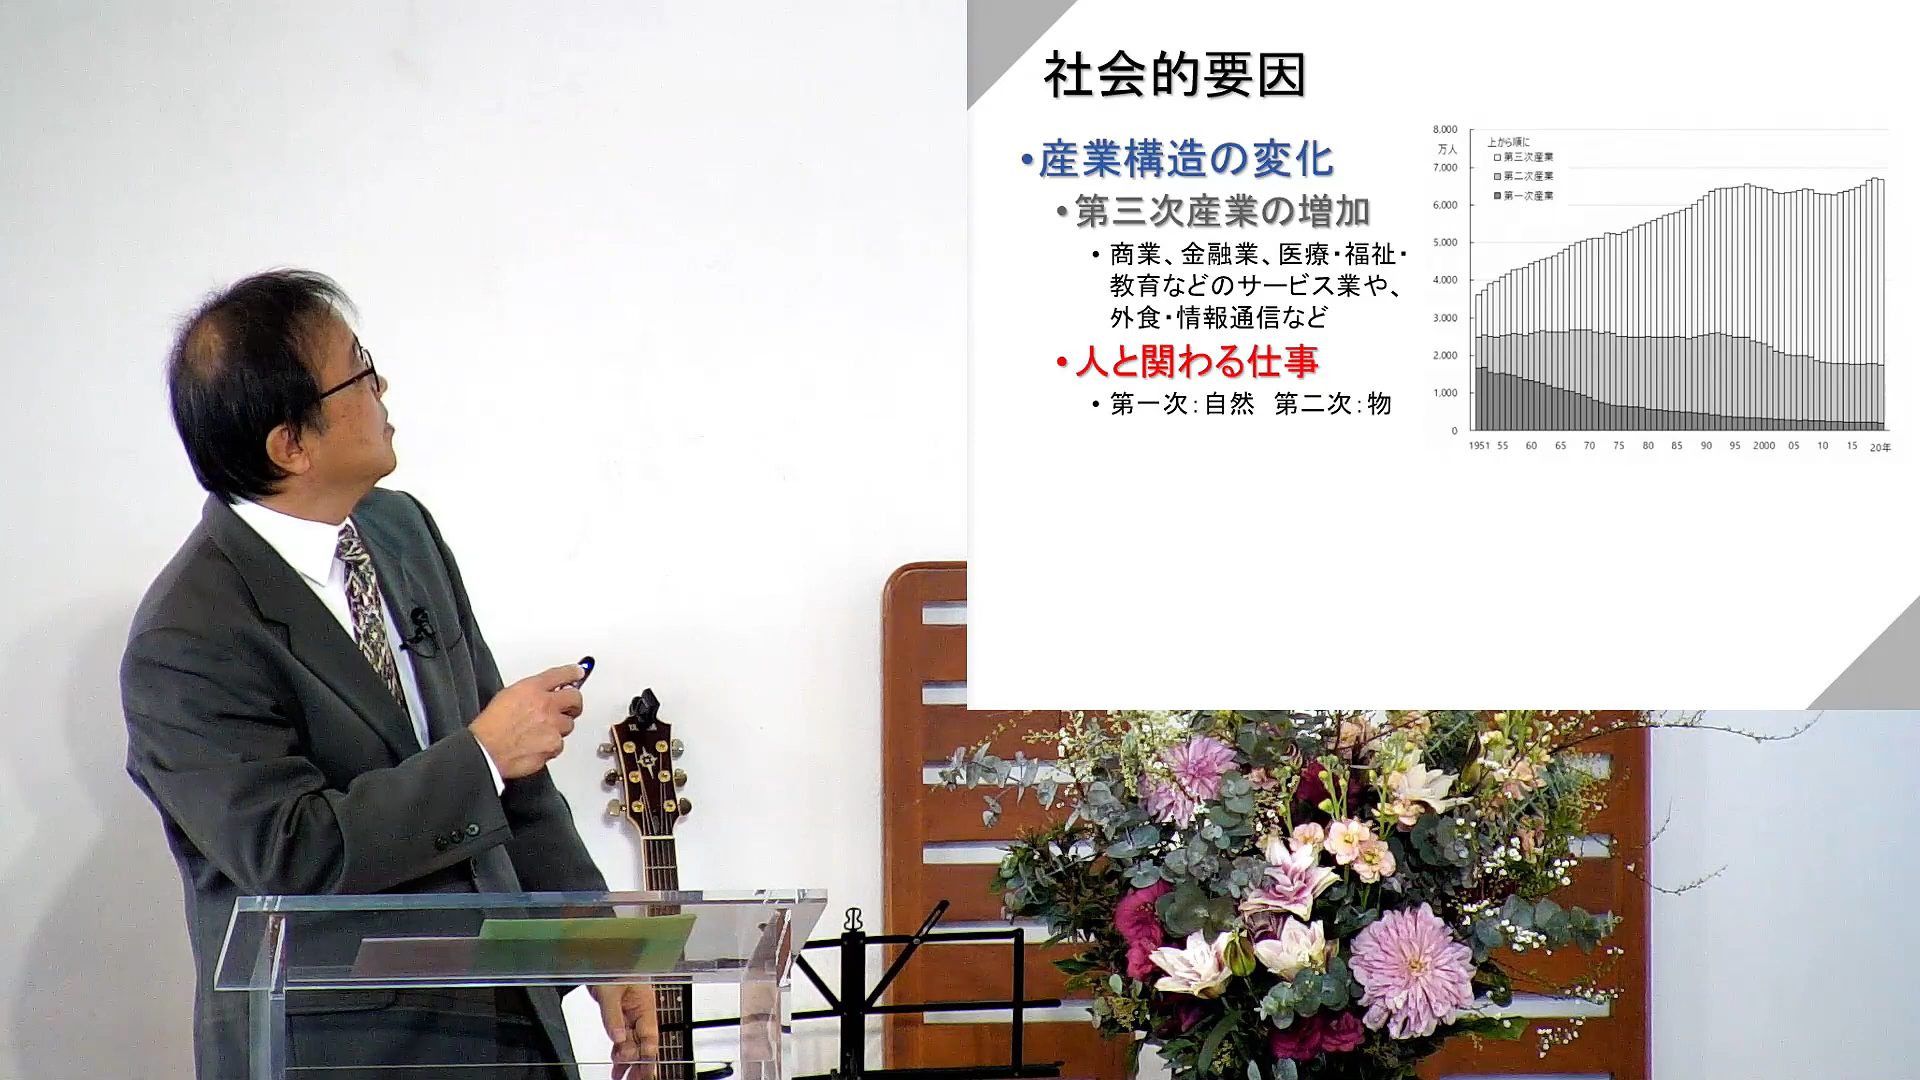 社会的要因
•産業構造の変化
•第三次産業の増加
•商業、金融業、医療・福祉・
教育などのサービス業や、
外食・情報通信など
•人と関わる仕事
•第一次：自然　第二次：物
8,000
万人
7,000
6,000
5,000
4,000
3,000
2,000
1,000
0
上から順に
□第三次産業
第二次産業
第一次産業
1951 55 60 65 70 75 80 85 90 95 2000 05 10 15 20年